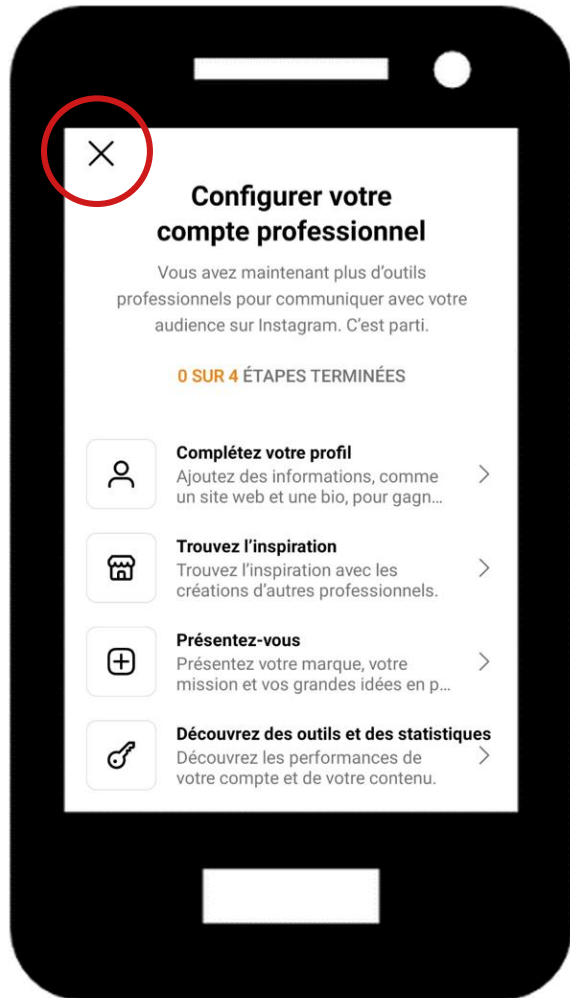 Configurer votre
compte professionnel
Vous avez maintenant plus d’outils
professionnels pour communiquer avec votre
audience sur Instagram. C’est parti.
0 SUR 4 ÉTAPES TERMINÉES
Complétez votre profil
Ajoutez des informations, comme
un site web et une bio, pour gagn...
Trouvez l’inspiration
Trouvez l’inspiration avec les
créations d’autres professionnels.
Présentez-vous
Présentez votre marque, votre
mission et vos grandes idées en p...
Découvrez des outils et des statistiques
Découvrez les performances de
votre compte et de votre contenu.